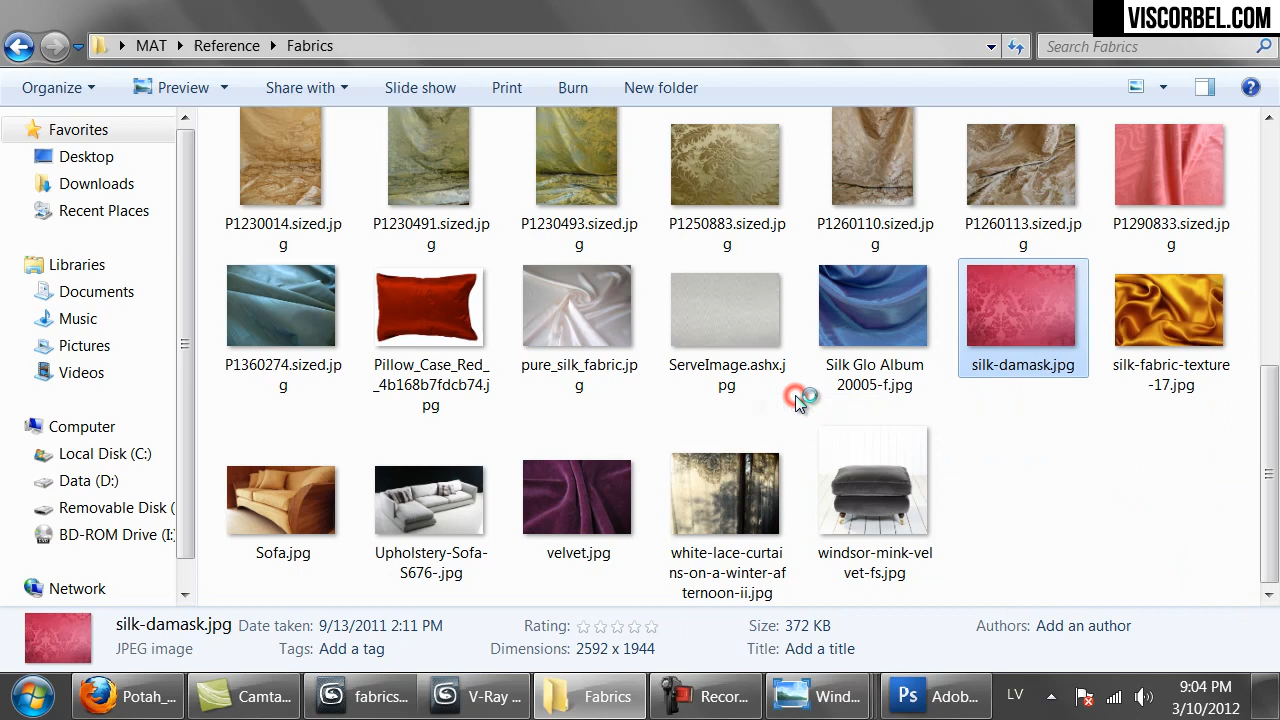 VISCORBEL.COM
MAT Reference Fabrics
Search Fabrics
Organize Preview Share with Slide show Print Burn New folder
Favorites
Desktop
Downloads
Recent Places
Libraries
Documents
Music
Pictures
Videos
Computer
Local Disk (C:)
Data (D:)
Removable Disk (
BD-ROM Drive (I:
Network
P1230014.sized.jp
g
P1230491.sized.jp
g
P1230493.sized.jp
g
P1250883.sized.jp
g
P1260110.sized.jp
g
P1260113.sized.jp
g
P1290833.sized.jp
g
P1360274.sized.jp
g
Pillow_Case_Red_
_4b168b7fdcb74.j
pg
pure_silk_fabric.jp
g
ServeImage.ashx.j
pg
Silk Glo Album
20005-f.jpg
silk-damask.jpg
silk-fabric-texture
-17.jpg
Sofa.jpg
Upholstery-Sofa-
S676-.jpg
velvet.jpg
white-lace-curtai
ns-on-a-winter-af
ternoon-ii.jpg
windsor-mink-vel
vet-fs.jpg
silk-damask.jpg Date taken: 9/13/2011 2:11 PM Rating: Size: 372 KB Authors: Add an author
JPEG image Tags: Add a tag Dimensions: 2592 x 1944 Title: Add a title
Potah_... Camta... fabrics... V-Ray ... Fabrics Recor... Wind... Ps Adob... LV 9:04 PM
3/10/2012